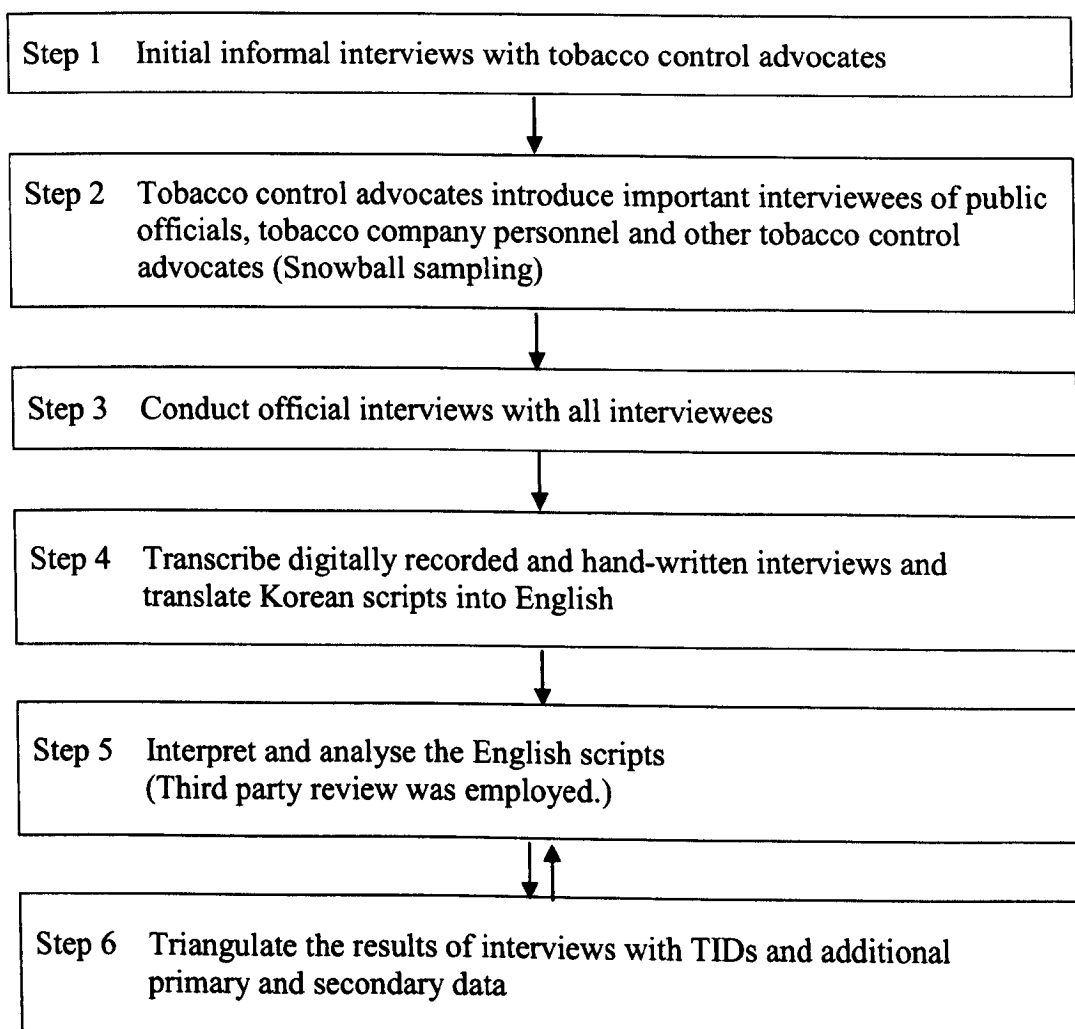 Step 1 Initial informal interviews with tobacco control advocates
Step 2 Tobacco control advocates introduce important interviewees of public
officials, tobacco company personnel and other tobacco control
advocates (Snowball sampling)
Step 3 Conduct official interviews with all interviewees
Step 4 Transcribe digitally recorded and hand-written interviews and
translate Korean scripts into English
Step 5 Interpret and analyse the English scripts
(Third party review was employed.)
Step 6 Triangulate the results of interviews with TIDs and additional
primary and secondary data